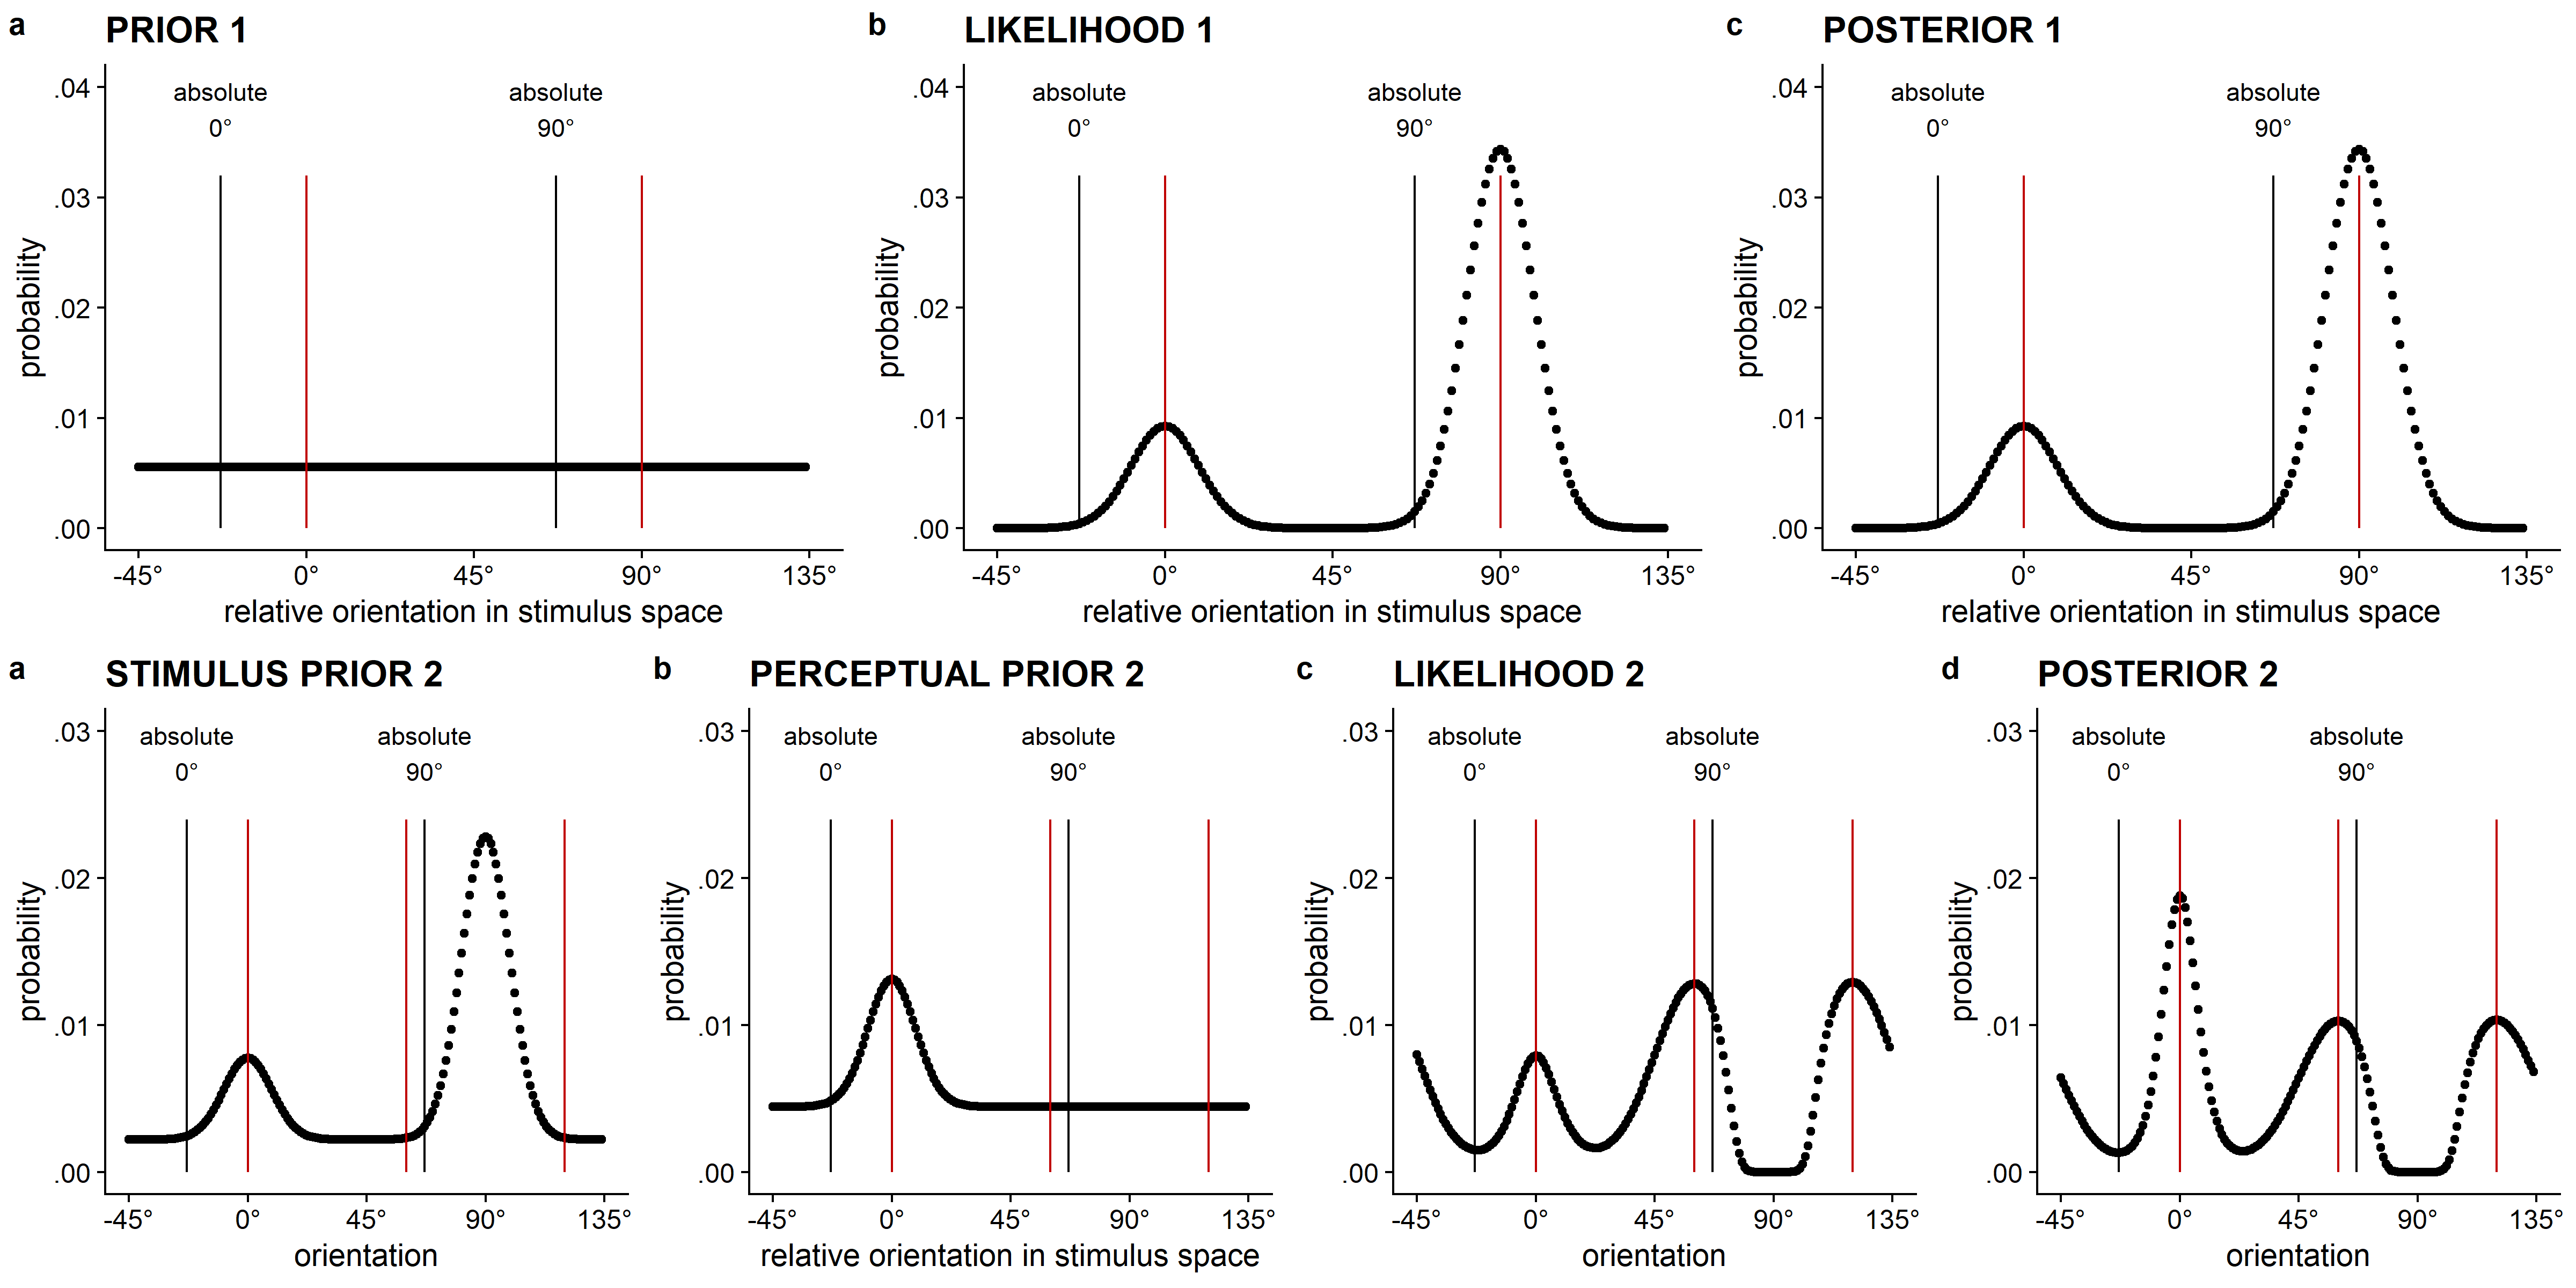 a PRIOR 1
absolute 0°
absolute 90°
.04
.03
.02
.01
.00
probability
-45° 0° 45° 90° 135°
relative orientation in stimulus space
b LIKELIHOOD 1
absolute 0°
absolute 90°
.04
.03
.02
.01
.00
probability
-45° 0° 45° 90° 135°
relative orientation in stimulus space
c POSTERIOR 1
absolute 0°
absolute 90°
.04
.03
.02
.01
.00
probability
-45° 0° 45° 90° 135°
relative orientation in stimulus space
a STIMULUS PRIOR 2
absolute 0°
absolute 90°
.03
.02
.01
.00
probability
-45° 0° 45° 90° 135°
orientation
b PERCEPTUAL PRIOR 2
absolute 0°
absolute 90°
.03
.02
.01
.00
probability
-45° 0° 45° 90° 135°
relative orientation in stimulus space
c LIKELIHOOD 2
absolute 0°
absolute 90°
.03
.02
.01
.00
probability
-45° 0° 45° 90° 135°
orientation
d POSTERIOR 2
absolute 0°
absolute 90°
.03
.02
.01
.00
probability
-45° 0° 45° 90° 135°
orientation